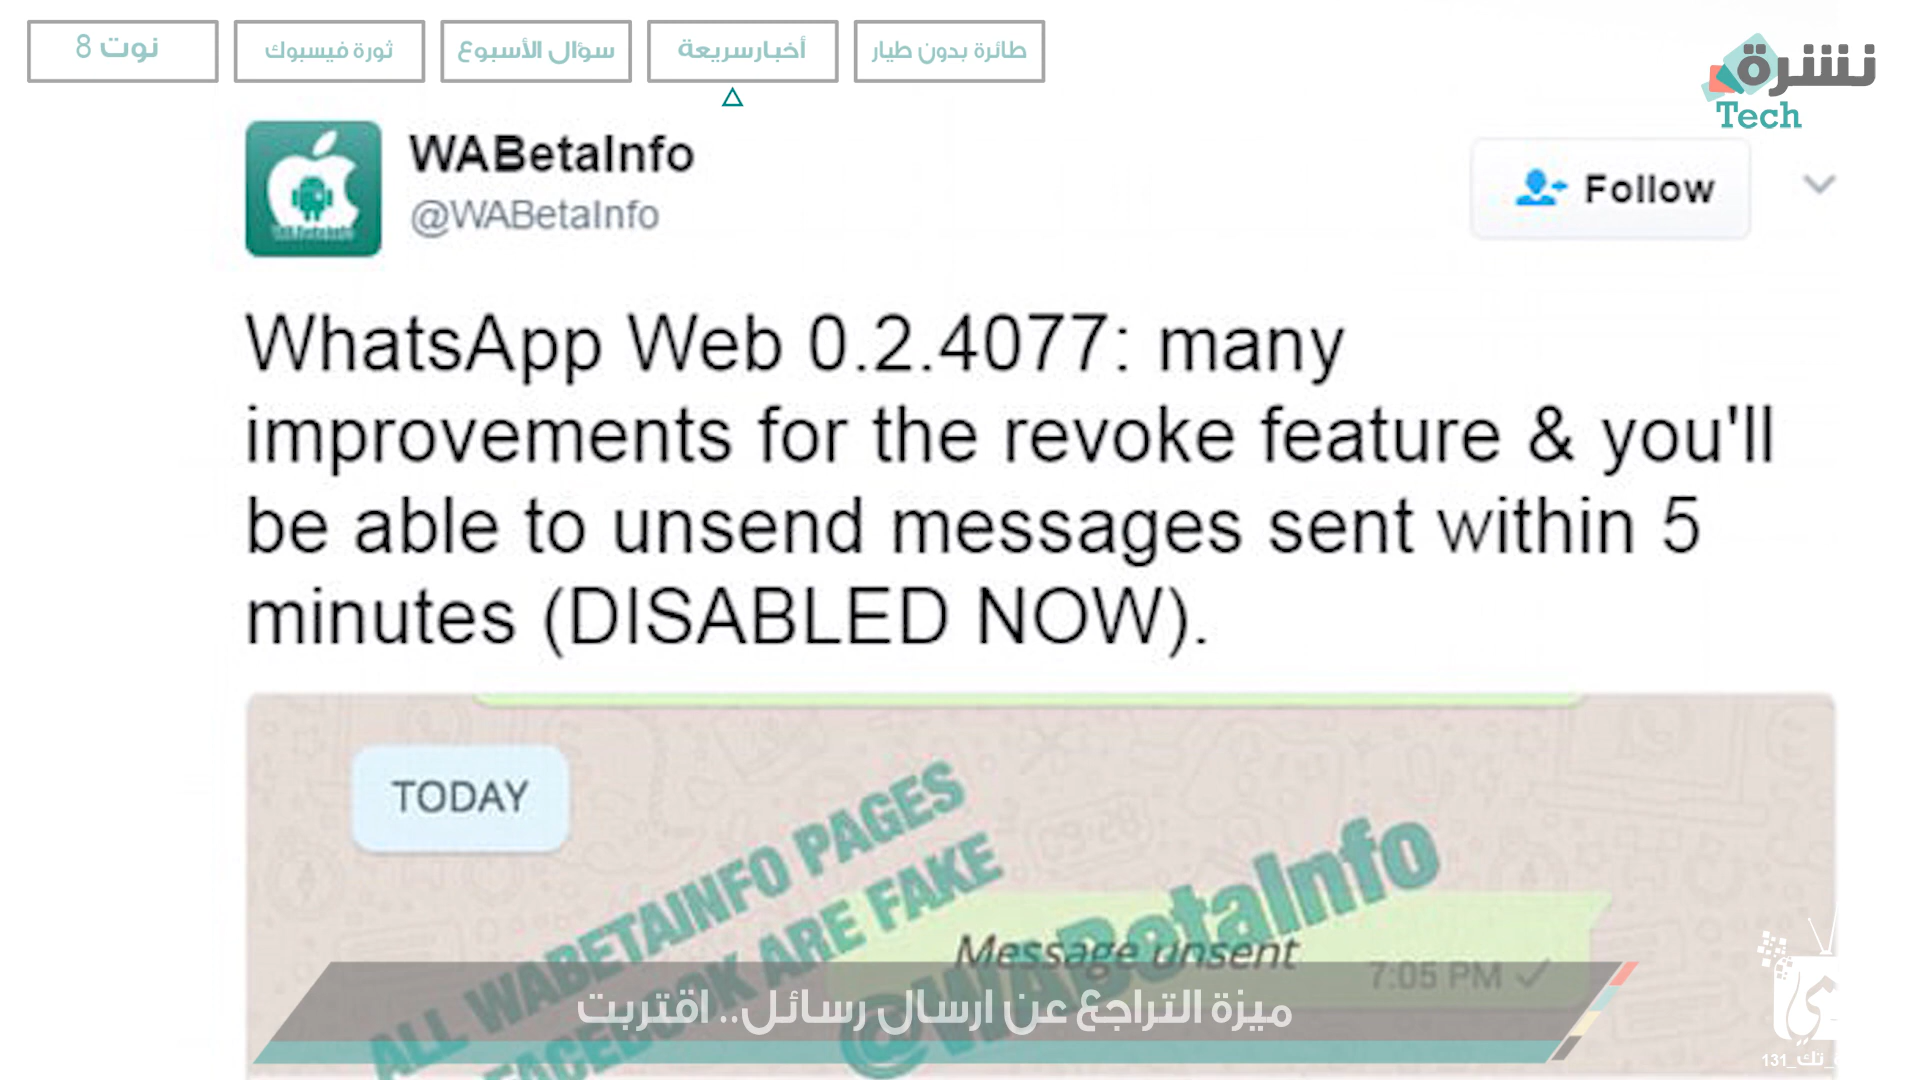 نوت 8
ثورة فيسبوك
سؤال الأسبوع
أخبارسريعة
طائرة بدون طيار
نشرة
Tech
WABetaInfo
@WABetaInfo
Follow
WhatsApp Web 0.2.4077: many
improvements for the revoke feature & you'll
be able to unsend messages sent within 5
minutes (DISABLED NOW).
TODAY
ALL WABETAINFO PAGES
FACEBOOK ARE FAKE
@WABetaInfo
Message unsent
7:05 PM
ميزة التراجع عن ارسال رسائل.. اقتربت
تك_131